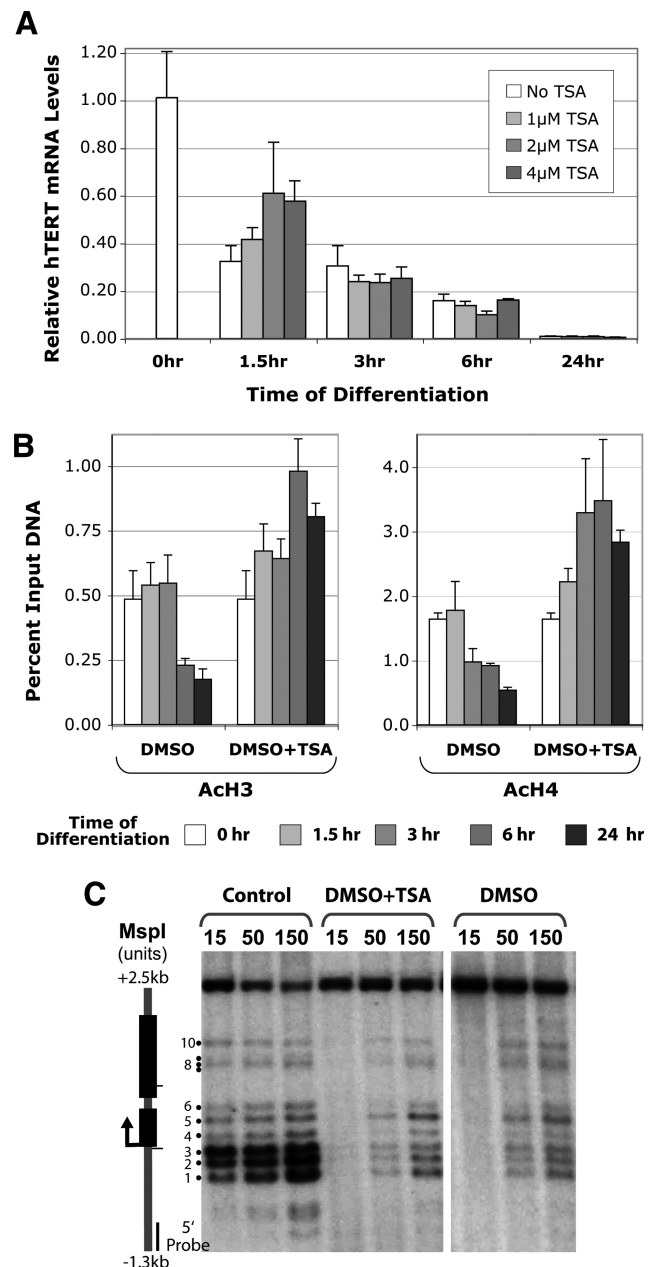 A
Relative hTERT mRNA Levels
1.20
1.00
0.80
0.60
0.40
0.20
0.00
No TSA
1µM TSA
2µM TSA
4µM TSA
0hr 1.5hr 3hr 6hr 24hr
Time of Differentiation
B
Percent Input DNA
1.00
0.75
0.50
0.25
0.00
DMSO DMSO+TSA
AcH3
4.0
3.0
2.0
1.0
0.0
DMSO DMSO+TSA
AcH4
Time of Differentiation
0 hr 1.5 hr 3 hr 6 hr 24 hr
C
Control DMSO+TSA DMSO
MspI (units)
15 50 150 15 50 150 15 50 150
+2.5kb
10
8
6
5
4
3
2
1
5'
Probe
-1.3kb